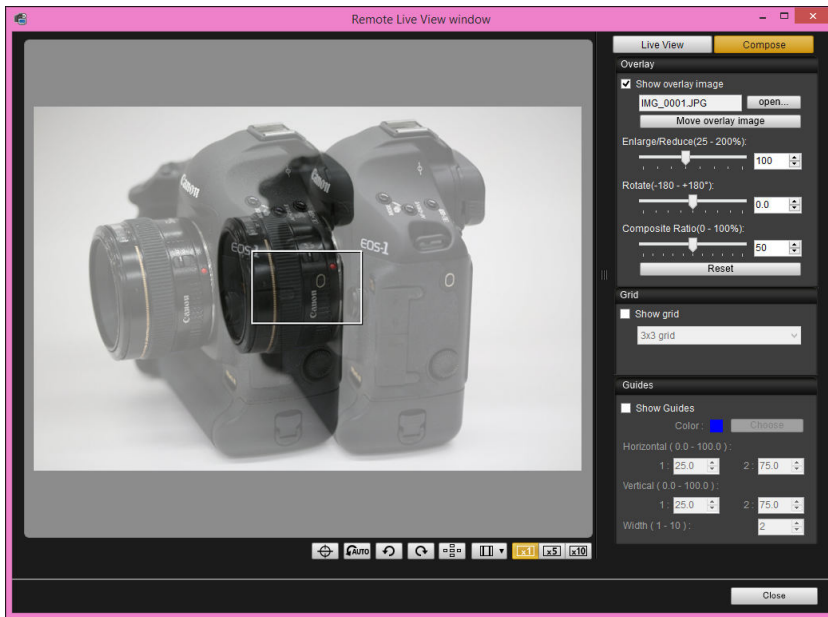 Remote Live View window
Live View
Compose
Overlay
Show overlay image
IMG_0001.JPG
open...
Move overlay image
Enlarge/Reduce(25 - 200%):
100
Rotate(-180 - +180°):
0.0
Composite Ratio(0 - 100%):
50
Reset
Grid
Show grid
3x3 grid
Guides
Show Guides
Color :
Choose
Horizontal ( 0.0 - 100.0 ) :
1 : 25.0 2 : 75.0
Vertical ( 0.0 - 100.0 ) :
1 : 25.0 2 : 75.0
Width ( 1 - 10 ) :
2
Canon
Canon
EOS-1
EOS-1
Canon
Canon
AUTO
x1
x5
x10
Close